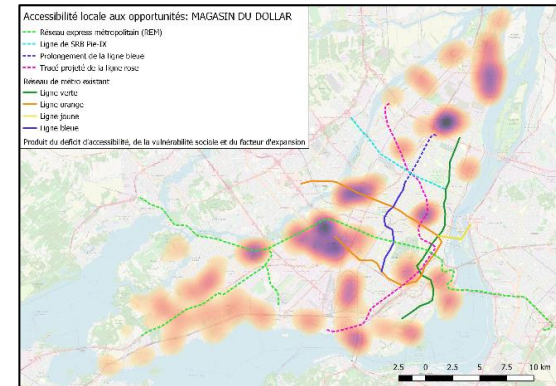 Accessibilité locale aux opportunités: MAGASIN DU DOLLAR
Réseau express métropolitain (REM)
Ligne de SRB Pie-IX
Prolongement de la ligne bleue
Tracé projeté de la ligne rose
Réseau de métro existant
Ligne verte
Ligne orange
Ligne jaune
Ligne bleue
Produit du déficit d'accessibilité, de la vulnérabilité sociale et du facteur d'expansion
2.5 0 2.5 5 7.5 10 km